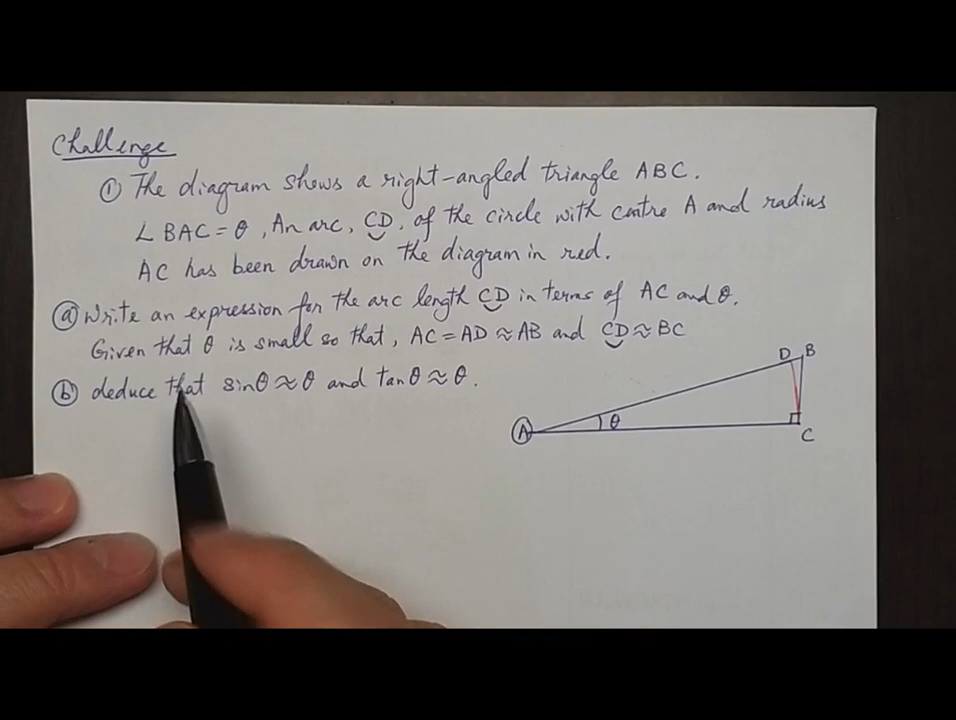 Challenge
① The diagram shows a right-angled triangle ABC.
∠ BAC = θ, An arc, CD, of the circle with centre A and radius
AC has been drawn on the diagram in red.
ⓐ Write an expression for the arc length CD in terms of AC and θ.
Given that θ is small so that, AC = AD ≈ AB and CD ≈ BC
ⓑ deduce that sinθ ≈ θ and tanθ ≈ θ.
D B
A θ
C